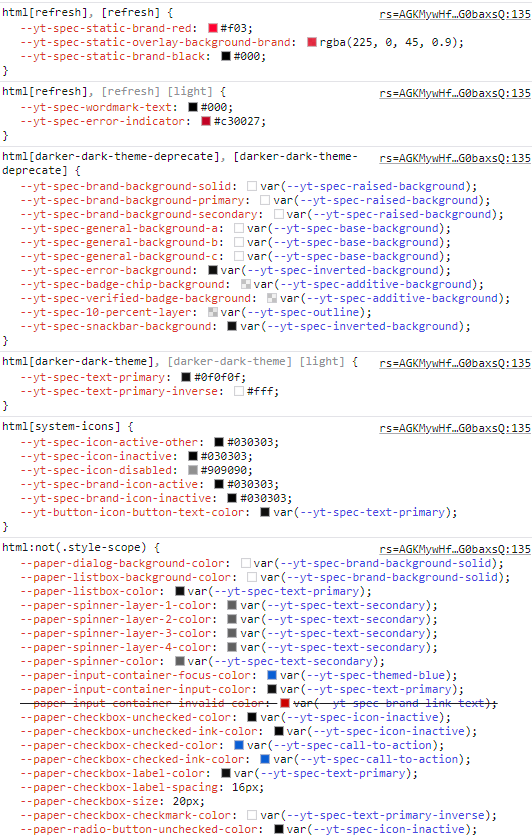 html[refresh], [refresh] { rs=AGKMywHf…G0baxsQ:135
--yt-spec-static-brand-red: #f03;
--yt-spec-static-overlay-background-brand: rgba(225, 0, 45, 0.9);
--yt-spec-static-brand-black: #000;
}
html[refresh], [refresh] [light] { rs=AGKMywHf…G0baxsQ:135
--yt-spec-wordmark-text: #000;
--yt-spec-error-indicator: #c30027;
}
html[darker-dark-theme-deprecate], [darker-dark-theme- rs=AGKMywHf…G0baxsQ:135
deprecate] {
--yt-spec-brand-background-solid: var(--yt-spec-raised-background);
--yt-spec-brand-background-primary: var(--yt-spec-raised-background);
--yt-spec-brand-background-secondary: var(--yt-spec-raised-background);
--yt-spec-general-background-a: var(--yt-spec-base-background);
--yt-spec-general-background-b: var(--yt-spec-base-background);
--yt-spec-general-background-c: var(--yt-spec-base-background);
--yt-spec-error-background: var(--yt-spec-inverted-background);
--yt-spec-badge-chip-background: var(--yt-spec-additive-background);
--yt-spec-verified-badge-background: var(--yt-spec-additive-background);
--yt-spec-10-percent-layer: var(--yt-spec-outline);
--yt-spec-snackbar-background: var(--yt-spec-inverted-background);
}
html[darker-dark-theme], [darker-dark-theme] [light] { rs=AGKMywHf…G0baxsQ:135
--yt-spec-text-primary: #0f0f0f;
--yt-spec-text-primary-inverse: #fff;
}
html[system-icons] { rs=AGKMywHf…G0baxsQ:135
--yt-spec-icon-active-other: #030303;
--yt-spec-icon-inactive: #030303;
--yt-spec-icon-disabled: #909090;
--yt-spec-brand-icon-active: #030303;
--yt-spec-brand-icon-inactive: #030303;
--yt-button-icon-button-text-color: var(--yt-spec-text-primary);
}
html:not(.style-scope) { rs=AGKMywHf…G0baxsQ:135
--paper-dialog-background-color: var(--yt-spec-brand-background-solid);
--paper-listbox-background-color: var(--yt-spec-brand-background-solid);
--paper-listbox-color: var(--yt-spec-text-primary);
--paper-spinner-layer-1-color: var(--yt-spec-text-secondary);
--paper-spinner-layer-2-color: var(--yt-spec-text-secondary);
--paper-spinner-layer-3-color: var(--yt-spec-text-secondary);
--paper-spinner-layer-4-color: var(--yt-spec-text-secondary);
--paper-spinner-color: var(--yt-spec-text-secondary);
--paper-input-container-focus-color: var(--yt-spec-themed-blue);
--paper-input-container-input-color: var(--yt-spec-text-primary);
--paper-input-container-invalid-color: var(--yt-spec-brand-link-text);
--paper-checkbox-unchecked-color: var(--yt-spec-icon-inactive);
--paper-checkbox-unchecked-ink-color: var(--yt-spec-icon-inactive);
--paper-checkbox-checked-color: var(--yt-spec-call-to-action);
--paper-checkbox-checked-ink-color: var(--yt-spec-call-to-action);
--paper-checkbox-label-color: var(--yt-spec-text-primary);
--paper-checkbox-label-spacing: 16px;
--paper-checkbox-size: 20px;
--paper-checkbox-checkmark-color: var(--yt-spec-text-primary-inverse);
--paper-radio-button-unchecked-color: var(--yt-spec-icon-inactive);